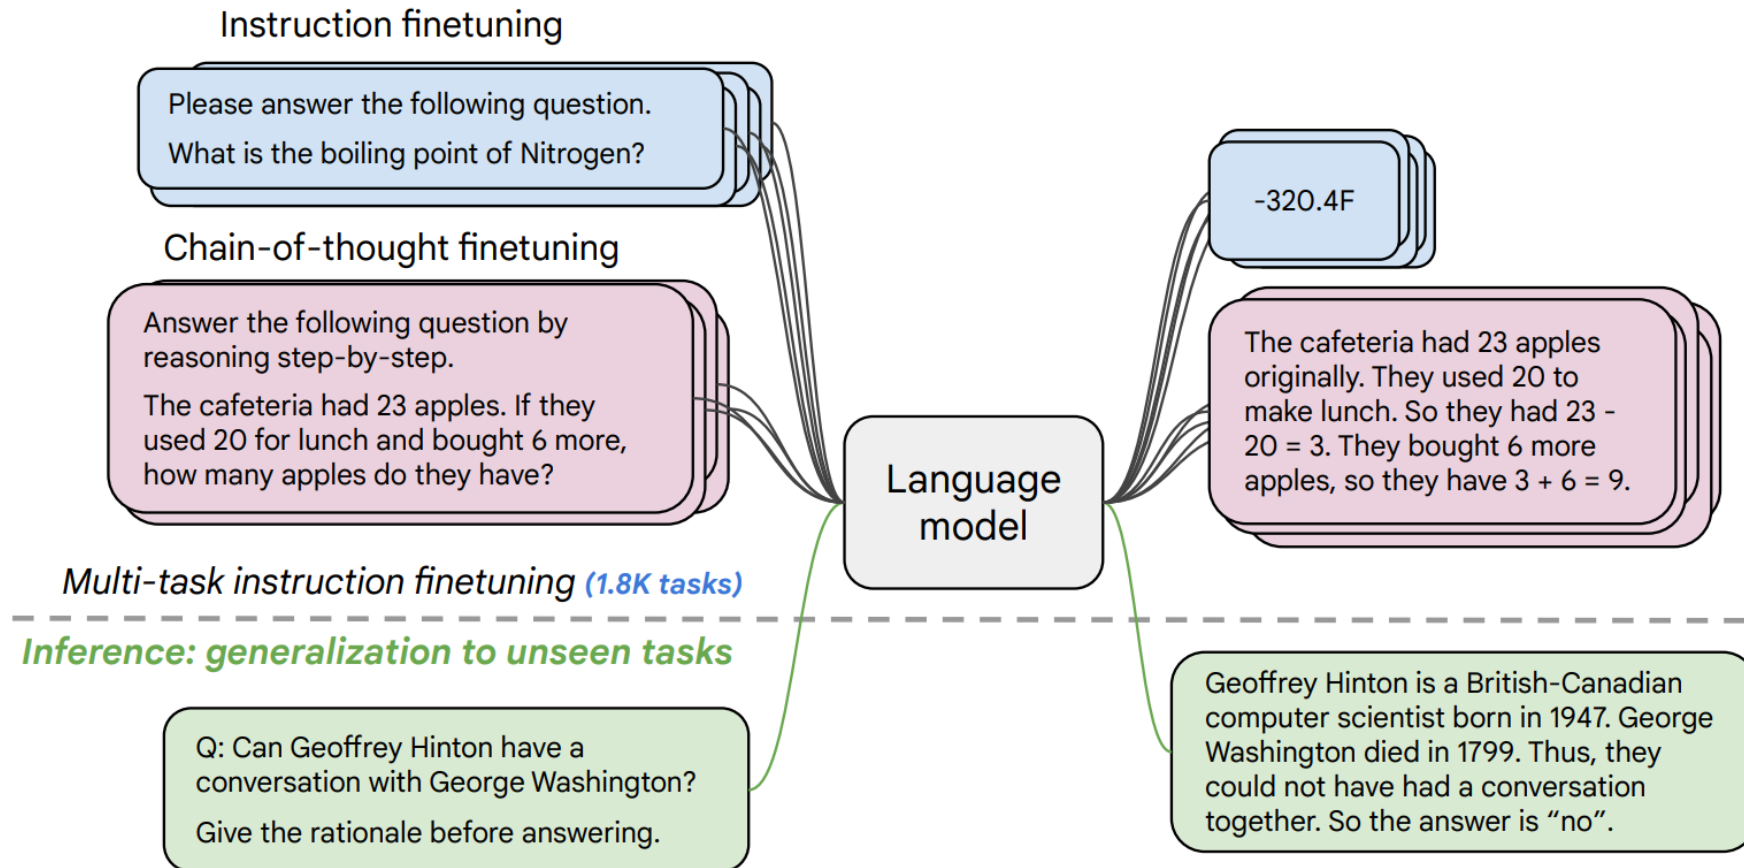 Instruction finetuning
Please answer the following question.
What is the boiling point of Nitrogen?
-320.4F
Chain-of-thought finetuning
Answer the following question by
reasoning step-by-step.
The cafeteria had 23 apples. If they
used 20 for lunch and bought 6 more,
how many apples do they have?
The cafeteria had 23 apples
originally. They used 20 to
make lunch. So they had 23 -
20 = 3. They bought 6 more
apples, so they have 3 + 6 = 9.
Language
model
Multi-task instruction finetuning (1.8K tasks)
Inference: generalization to unseen tasks
Q: Can Geoffrey Hinton have a
conversation with George Washington?
Give the rationale before answering.
Geoffrey Hinton is a British-Canadian
computer scientist born in 1947. George
Washington died in 1799. Thus, they
could not have had a conversation
together. So the answer is “no”.